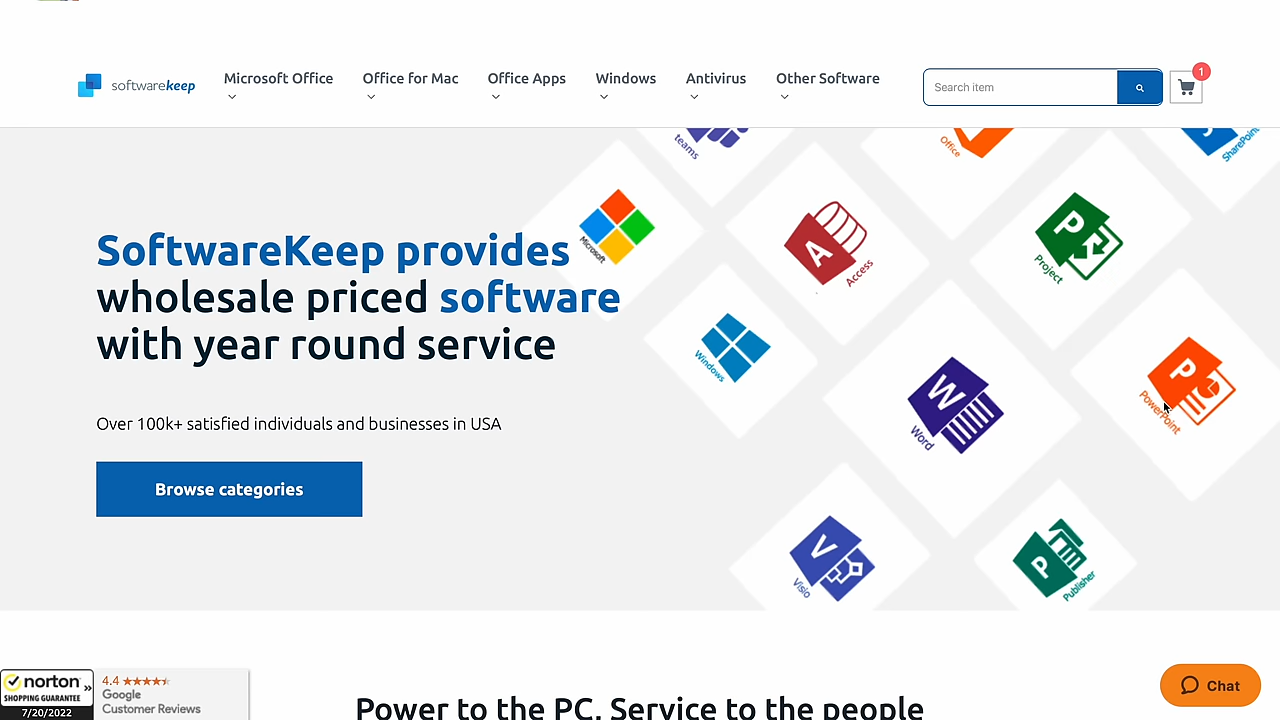 softwarekeep
Microsoft Office
Office for Mac
Office Apps
Windows
Antivirus
Other Software
Search item
1
teams
Office
SharePoint
Microsoft
Access
Project
SoftwareKeep provides
wholesale priced software
with year round service
Windows
Word
PowerPoint
Over 100k+ satisfied individuals and businesses in USA
Browse categories
Visio
Publisher
norton
SHOPPING GUARANTEE
7/20/2022
4.4
Google
Customer Reviews
Chat
Power to the PC. Service to the people